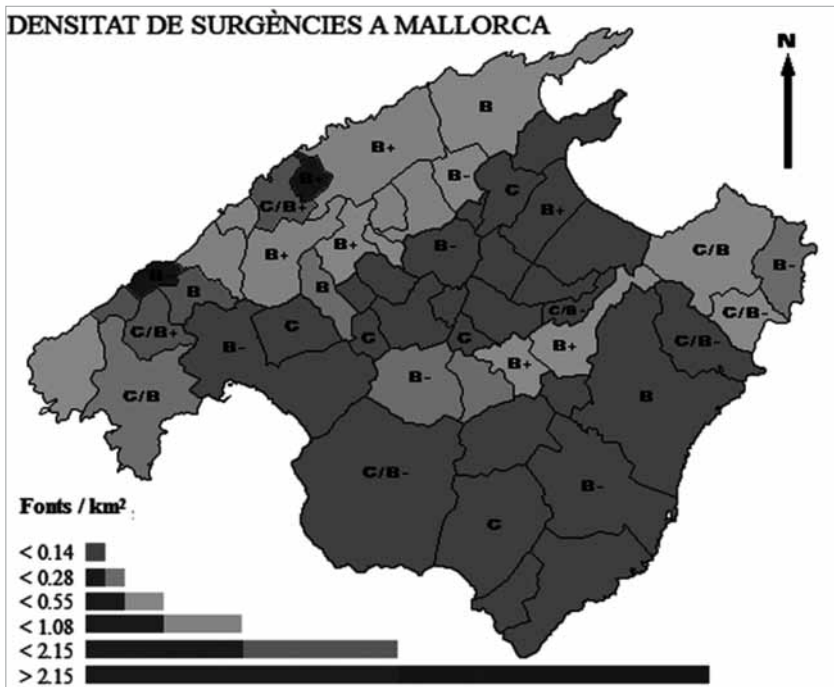 DENSITAT DE SURGÈNCIES A MALLORCA
N
B
B+
B-
B+
C
C/B+
B+
B+
B-
B+
C/B
B-
B
B
C/B-
C/B-
C/B+
C
B-
C
C
C/B-
B+
B+
B-
C/B
B
C/B-
B-
C
Fonts / km² :
< 0.14
< 0.28
< 0.55
< 1.08
< 2.15
> 2.15